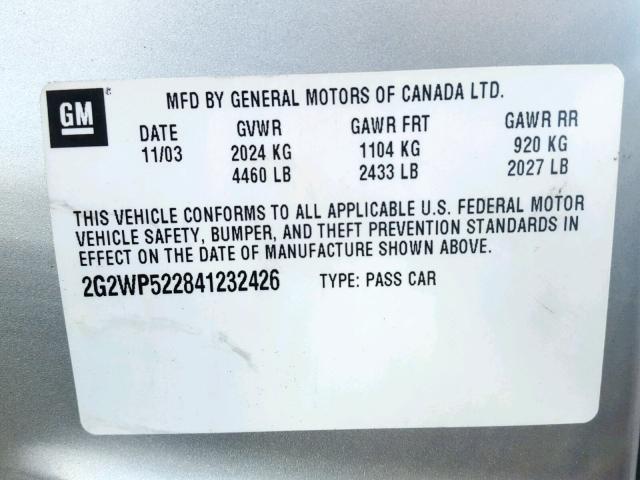 GM
MFD BY GENERAL MOTORS OF CANADA LTD.
DATE GVWR GAWR FRT GAWR RR
11/03 2024 KG 1104 KG 920 KG
4460 LB 2433 LB 2027 LB
THIS VEHICLE CONFORMS TO ALL APPLICABLE U.S. FEDERAL MOTOR
VEHICLE SAFETY, BUMPER, AND THEFT PREVENTION STANDARDS IN
EFFECT ON THE DATE OF MANUFACTURE SHOWN ABOVE.
2G2WP522841232426 TYPE: PASS CAR